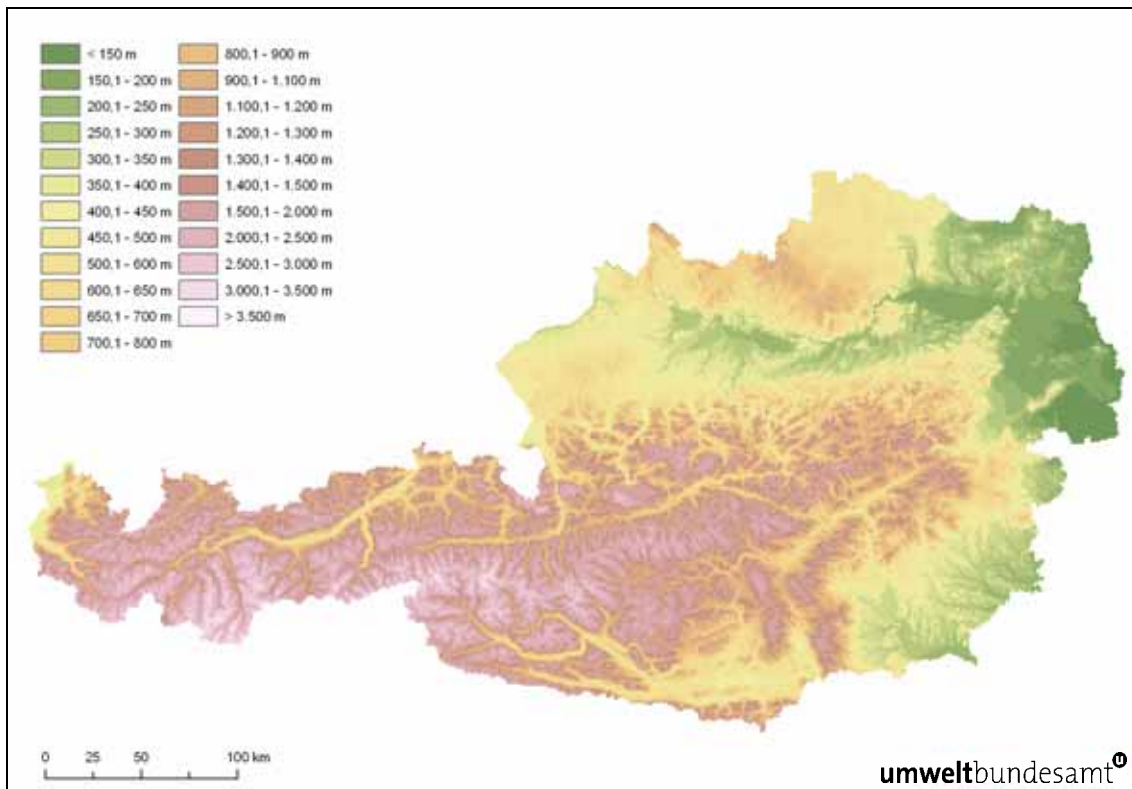 < 150 m
150,1 - 200 m
200,1 - 250 m
250,1 - 300 m
300,1 - 350 m
350,1 - 400 m
400,1 - 450 m
450,1 - 500 m
500,1 - 600 m
600,1 - 650 m
650,1 - 700 m
700,1 - 800 m
800,1 - 900 m
900,1 - 1.100 m
1.100,1 - 1.200 m
1.200,1 - 1.300 m
1.300,1 - 1.400 m
1.400,1 - 1.500 m
1.500,1 - 2.000 m
2.000,1 - 2.500 m
2.500,1 - 3.000 m
3.000,1 - 3.500 m
> 3.500 m
0 25 50 100 km
umweltbundesamt U